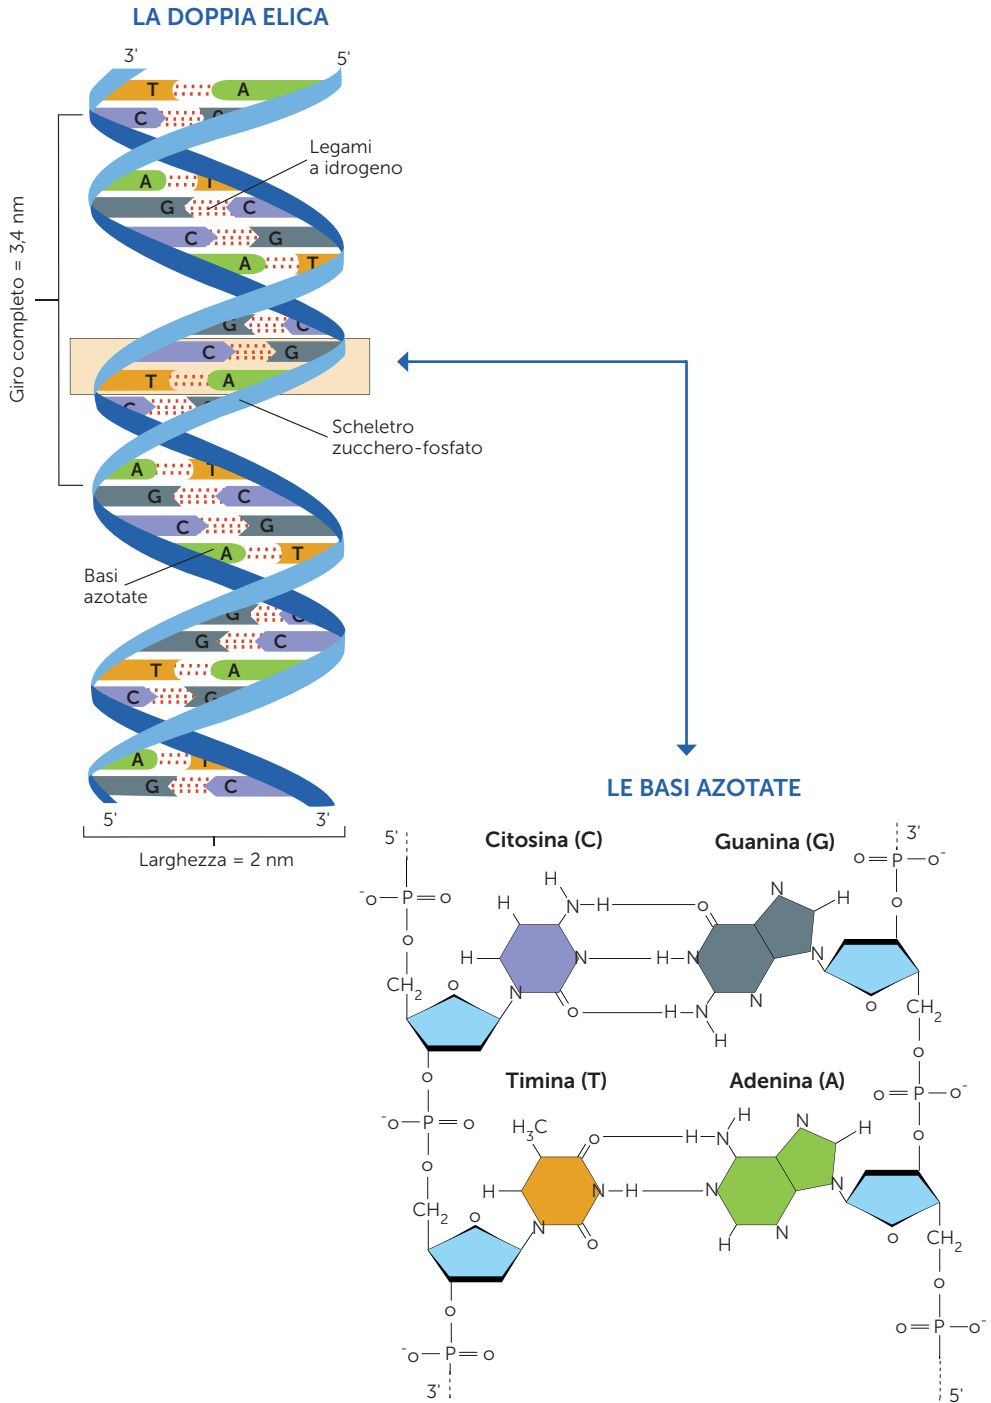 LA DOPPIA ELICA
3'
5'
T A
C G
Legami
a idrogeno
A T
G C
C G
A T
Giro completo = 3,4 nm
G C
C G
T A
C
Scheletro
zucchero-fosfato
A T
G C
C G
A T
Basi
azotate
G C
G C
T A
C G
A T
G C
5'
3'
Larghezza = 2 nm
LE BASI AZOTATE
5'
3'
Citosina (C)
Guanina (G)
-o P o
o P o-
H N H o
H
N H
o
H N H N
N
CH2
o
N
o
H N H
N
o
CH2
o
o
Timina (T)
Adenina (A)
-o P o
o P o-
H3C
o H N H
N H
o
H N H N
N
CH2
o
N
o
H
N
o
CH2
o
o
-o P o
o P o-
3'
5'